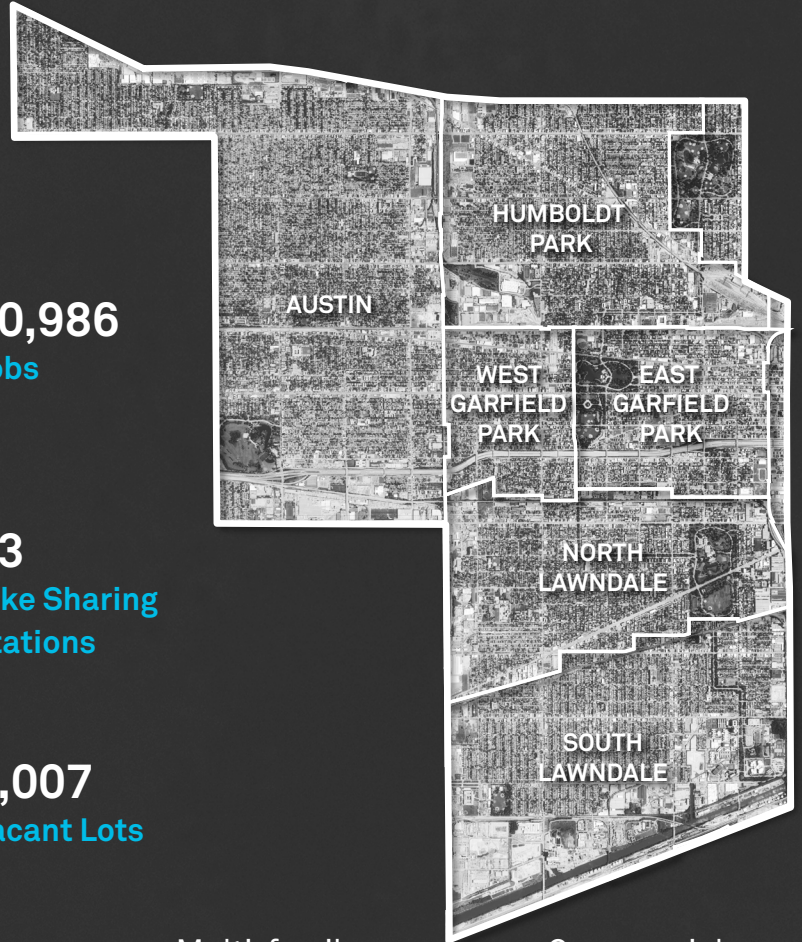 HUMBOLDT
PARK
AUSTIN
0,986
obs
WEST
GARFIELD
PARK
EAST
GARFIELD
PARK
3
ke Sharing
tations
NORTH
LAWNDALE
,007
acant Lots
SOUTH
LAWNDALE